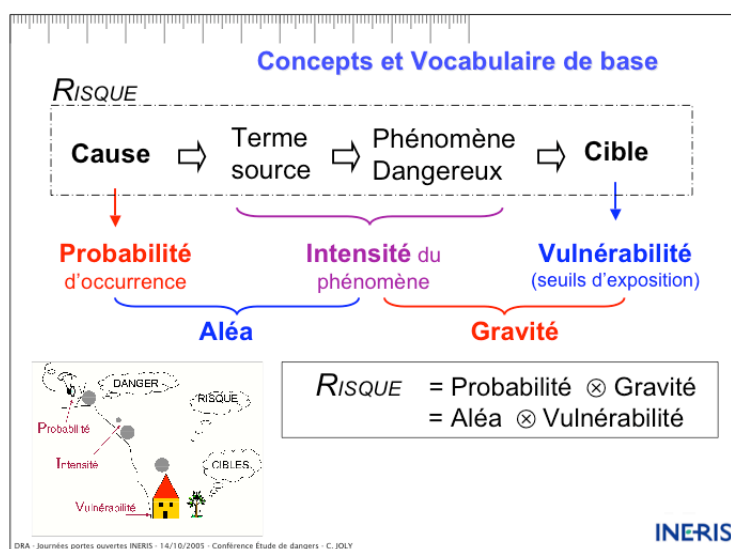 Concepts et Vocabulaire de base
RISQUE
Cause ⇨ Terme source ⇨ Phénomène Dangereux ⇨ Cible
Probabilité d'occurrence
Intensité du phénomène
Vulnérabilité (seuils d'exposition)
Aléa
Gravité
DANGER
RISQUE
Probabilité
Intensité
CIBLES
Vulnérabilité
RISQUE = Probabilité ⊗ Gravité
= Aléa ⊗ Vulnérabilité
DRA - Journées portes ouvertes INERIS - 14/10/2005 - Conférence Étude de dangers - C. JOLY
INERIS